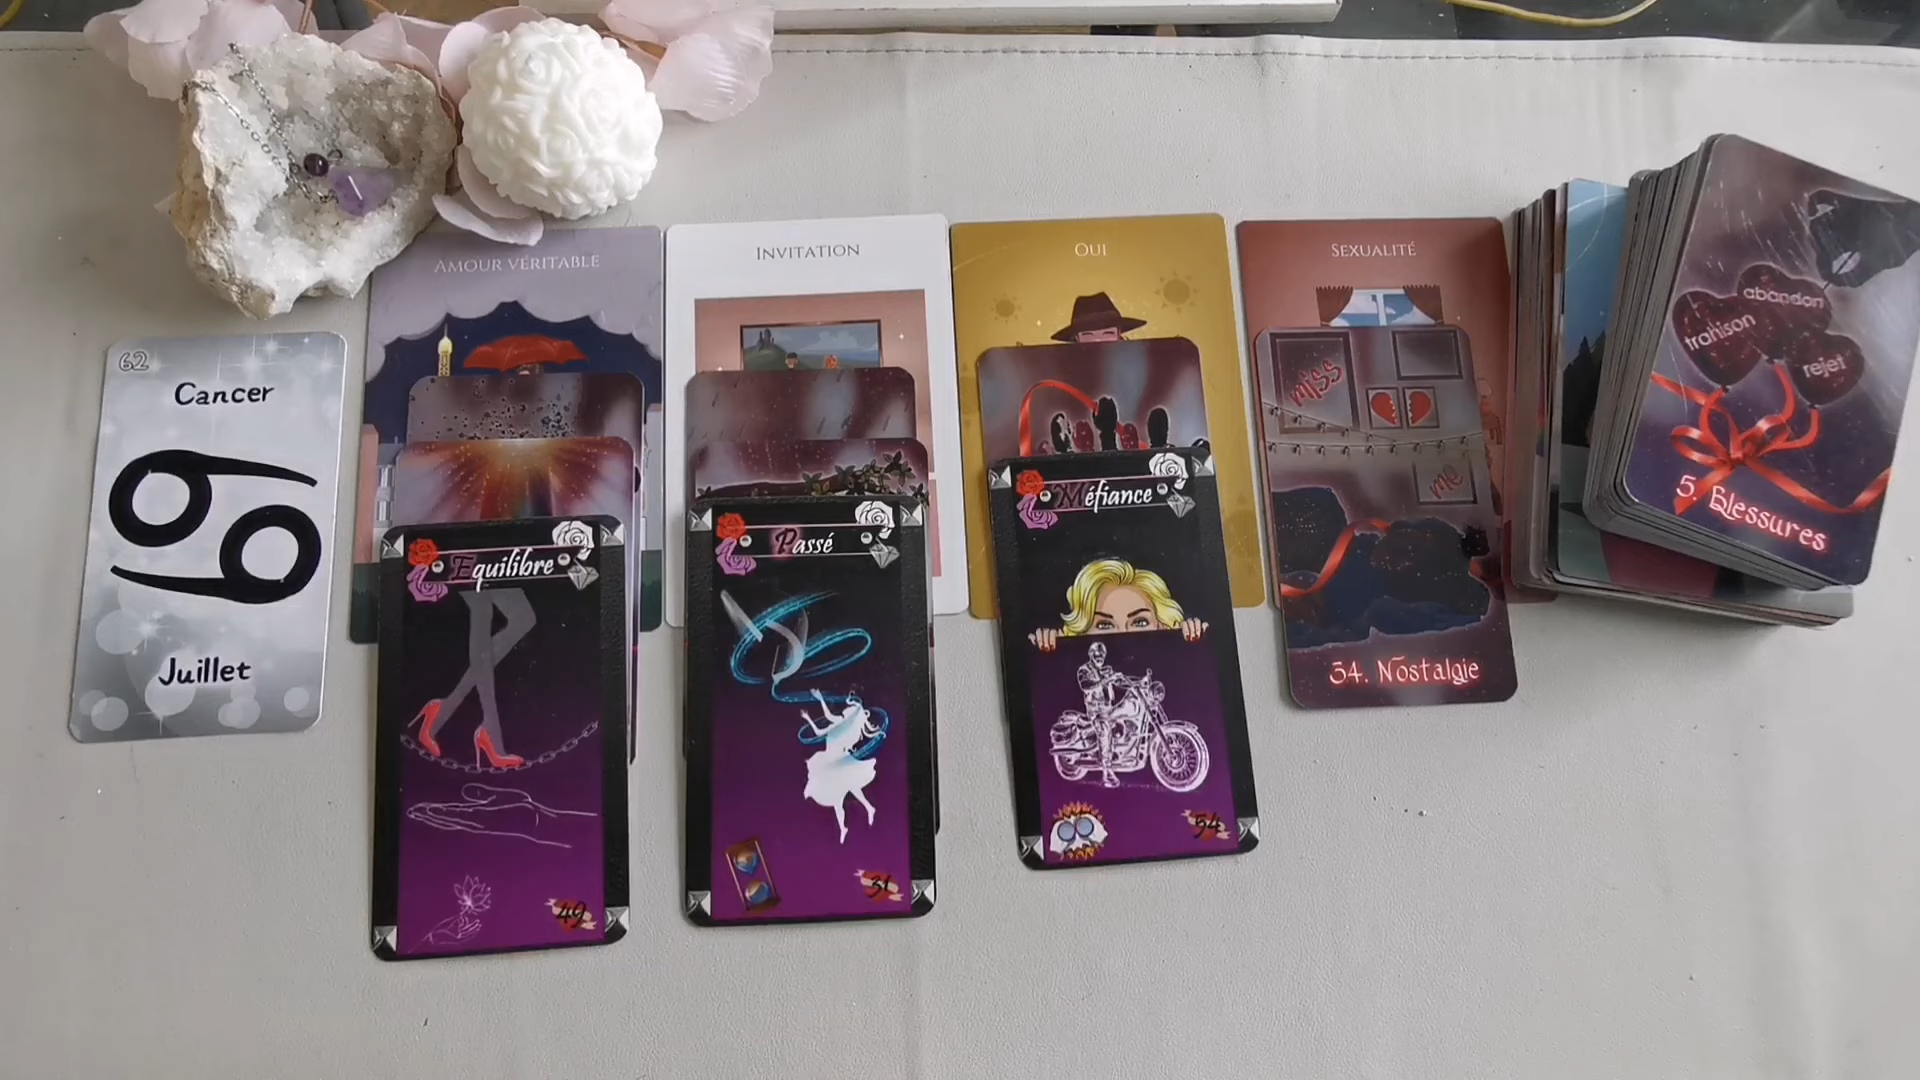 62
Cancer
Juillet
AMOUR VÉRITABLE
INVITATION
OUI
SEXUALITÉ
Equilibre
49
Passé
31
Méfiance
54
miss
me
34. Nostalgie
abandon
trahison
rejet
5. Blessures